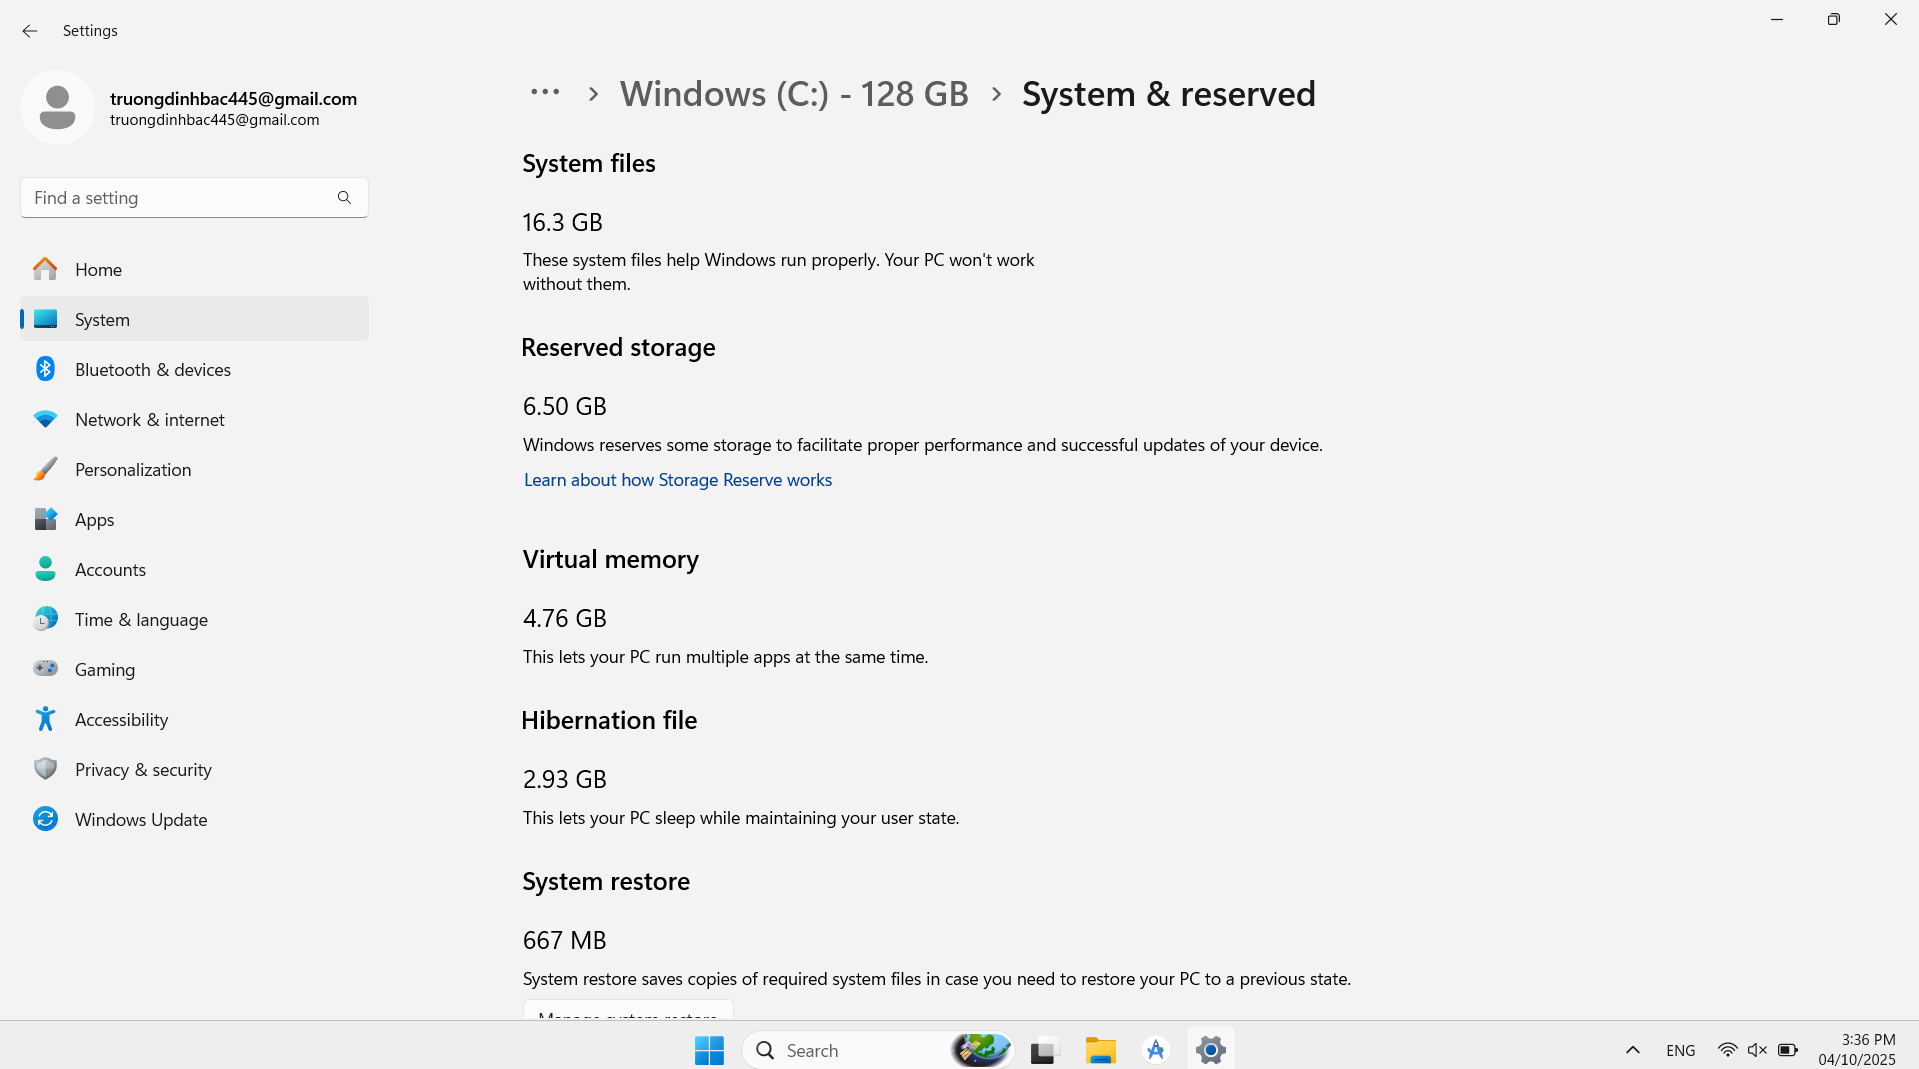 Settings
truongdinhbac445@gmail.com
truongdinhbac445@gmail.com
Find a setting
Home
System
Bluetooth & devices
Network & internet
Personalization
Apps
Accounts
Time & language
Gaming
Accessibility
Privacy & security
Windows Update
... > Windows (C:) - 128 GB > System & reserved
System files
16.3 GB
These system files help Windows run properly. Your PC won't work
without them.
Reserved storage
6.50 GB
Windows reserves some storage to facilitate proper performance and successful updates of your device.
Learn about how Storage Reserve works
Virtual memory
4.76 GB
This lets your PC run multiple apps at the same time.
Hibernation file
2.93 GB
This lets your PC sleep while maintaining your user state.
System restore
667 MB
System restore saves copies of required system files in case you need to restore your PC to a previous state.
Manage system restore
Search
ENG
3:36 PM
04/10/2025